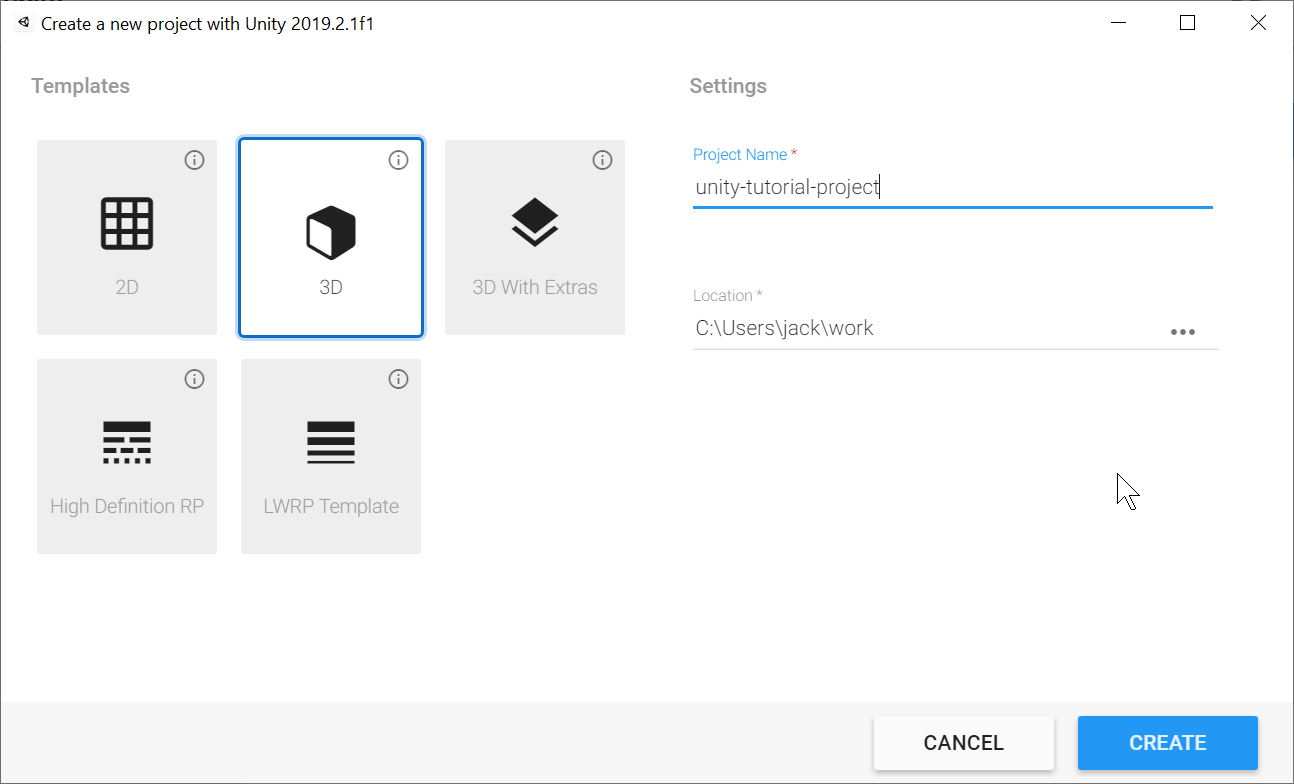 Create a new project with Unity 2019.2.1f1
Templates
Settings
2D
3D
3D With Extras
High Definition RP
LWRP Template
Project Name *
unity-tutorial-project
Location *
C:\Users\jack\work
CANCEL
CREATE